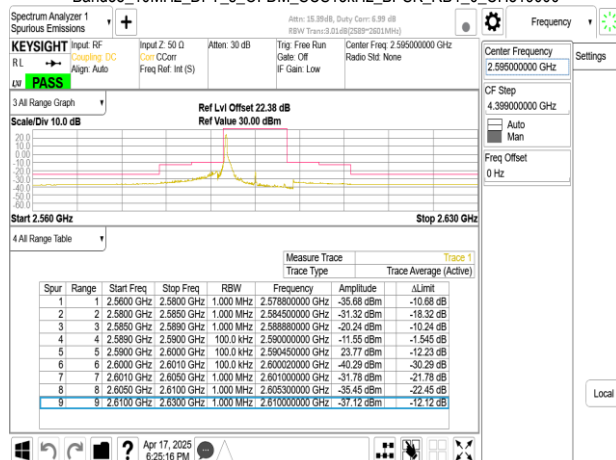 Spectrum Analyzer 1
Spurious Emissions
Attn: 15.39dB, Duty Corr: 6.99 dB
RBW Trans:3.01dB(2589~2601MHz)
Frequency
Settings
KEYSIGHT
RL
PASS
Input: RF
Coupling: DC
Align: Auto
Input Z: 50 Ω
Corr CCorr
Freq Ref: Int (S)
Atten: 30 dB
Trig: Free Run
Gate: Off
IF Gain: Low
Center Freq: 2.595000000 GHz
Radio Std: None
Center Frequency
2.595000000 GHz
CF Step
4.399000000 GHz
Auto
Man
Freq Offset
0 Hz
Local
3 All Range Graph
Scale/Div 10.0 dB
Ref Lvl Offset 22.38 dB
Ref Value 30.00 dBm
20.0
10.0
0.00
-10.0
-20.0
-30.0
-40.0
-50.0
-60.0
Start 2.560 GHz
Stop 2.630 GHz
4 All Range Table
Measure Trace Trace 1
Trace Type Trace Average (Active)
Spur Range Start Freq Stop Freq RBW Frequency Amplitude ΔLimit
1 1 2.5600 GHz 2.5800 GHz 1.000 MHz 2.578800000 GHz -35.68 dBm -10.68 dB
2 2 2.5800 GHz 2.5850 GHz 1.000 MHz 2.584500000 GHz -31.32 dBm -18.32 dB
3 3 2.5850 GHz 2.5890 GHz 1.000 MHz 2.588880000 GHz -20.24 dBm -10.24 dB
4 4 2.5890 GHz 2.5900 GHz 100.0 kHz 2.590000000 GHz -11.55 dBm -1.545 dB
5 5 2.5900 GHz 2.6000 GHz 100.0 kHz 2.590450000 GHz 23.77 dBm -12.23 dB
6 6 2.6000 GHz 2.6010 GHz 100.0 kHz 2.600020000 GHz -40.29 dBm -30.29 dB
7 7 2.6010 GHz 2.6050 GHz 1.000 MHz 2.601000000 GHz -31.78 dBm -21.78 dB
8 8 2.6050 GHz 2.6100 GHz 1.000 MHz 2.605300000 GHz -35.45 dBm -22.45 dB
9 9 2.6100 GHz 2.6300 GHz 1.000 MHz 2.610000000 GHz -37.12 dBm -12.12 dB
Apr 17, 2025
6:25:16 PM